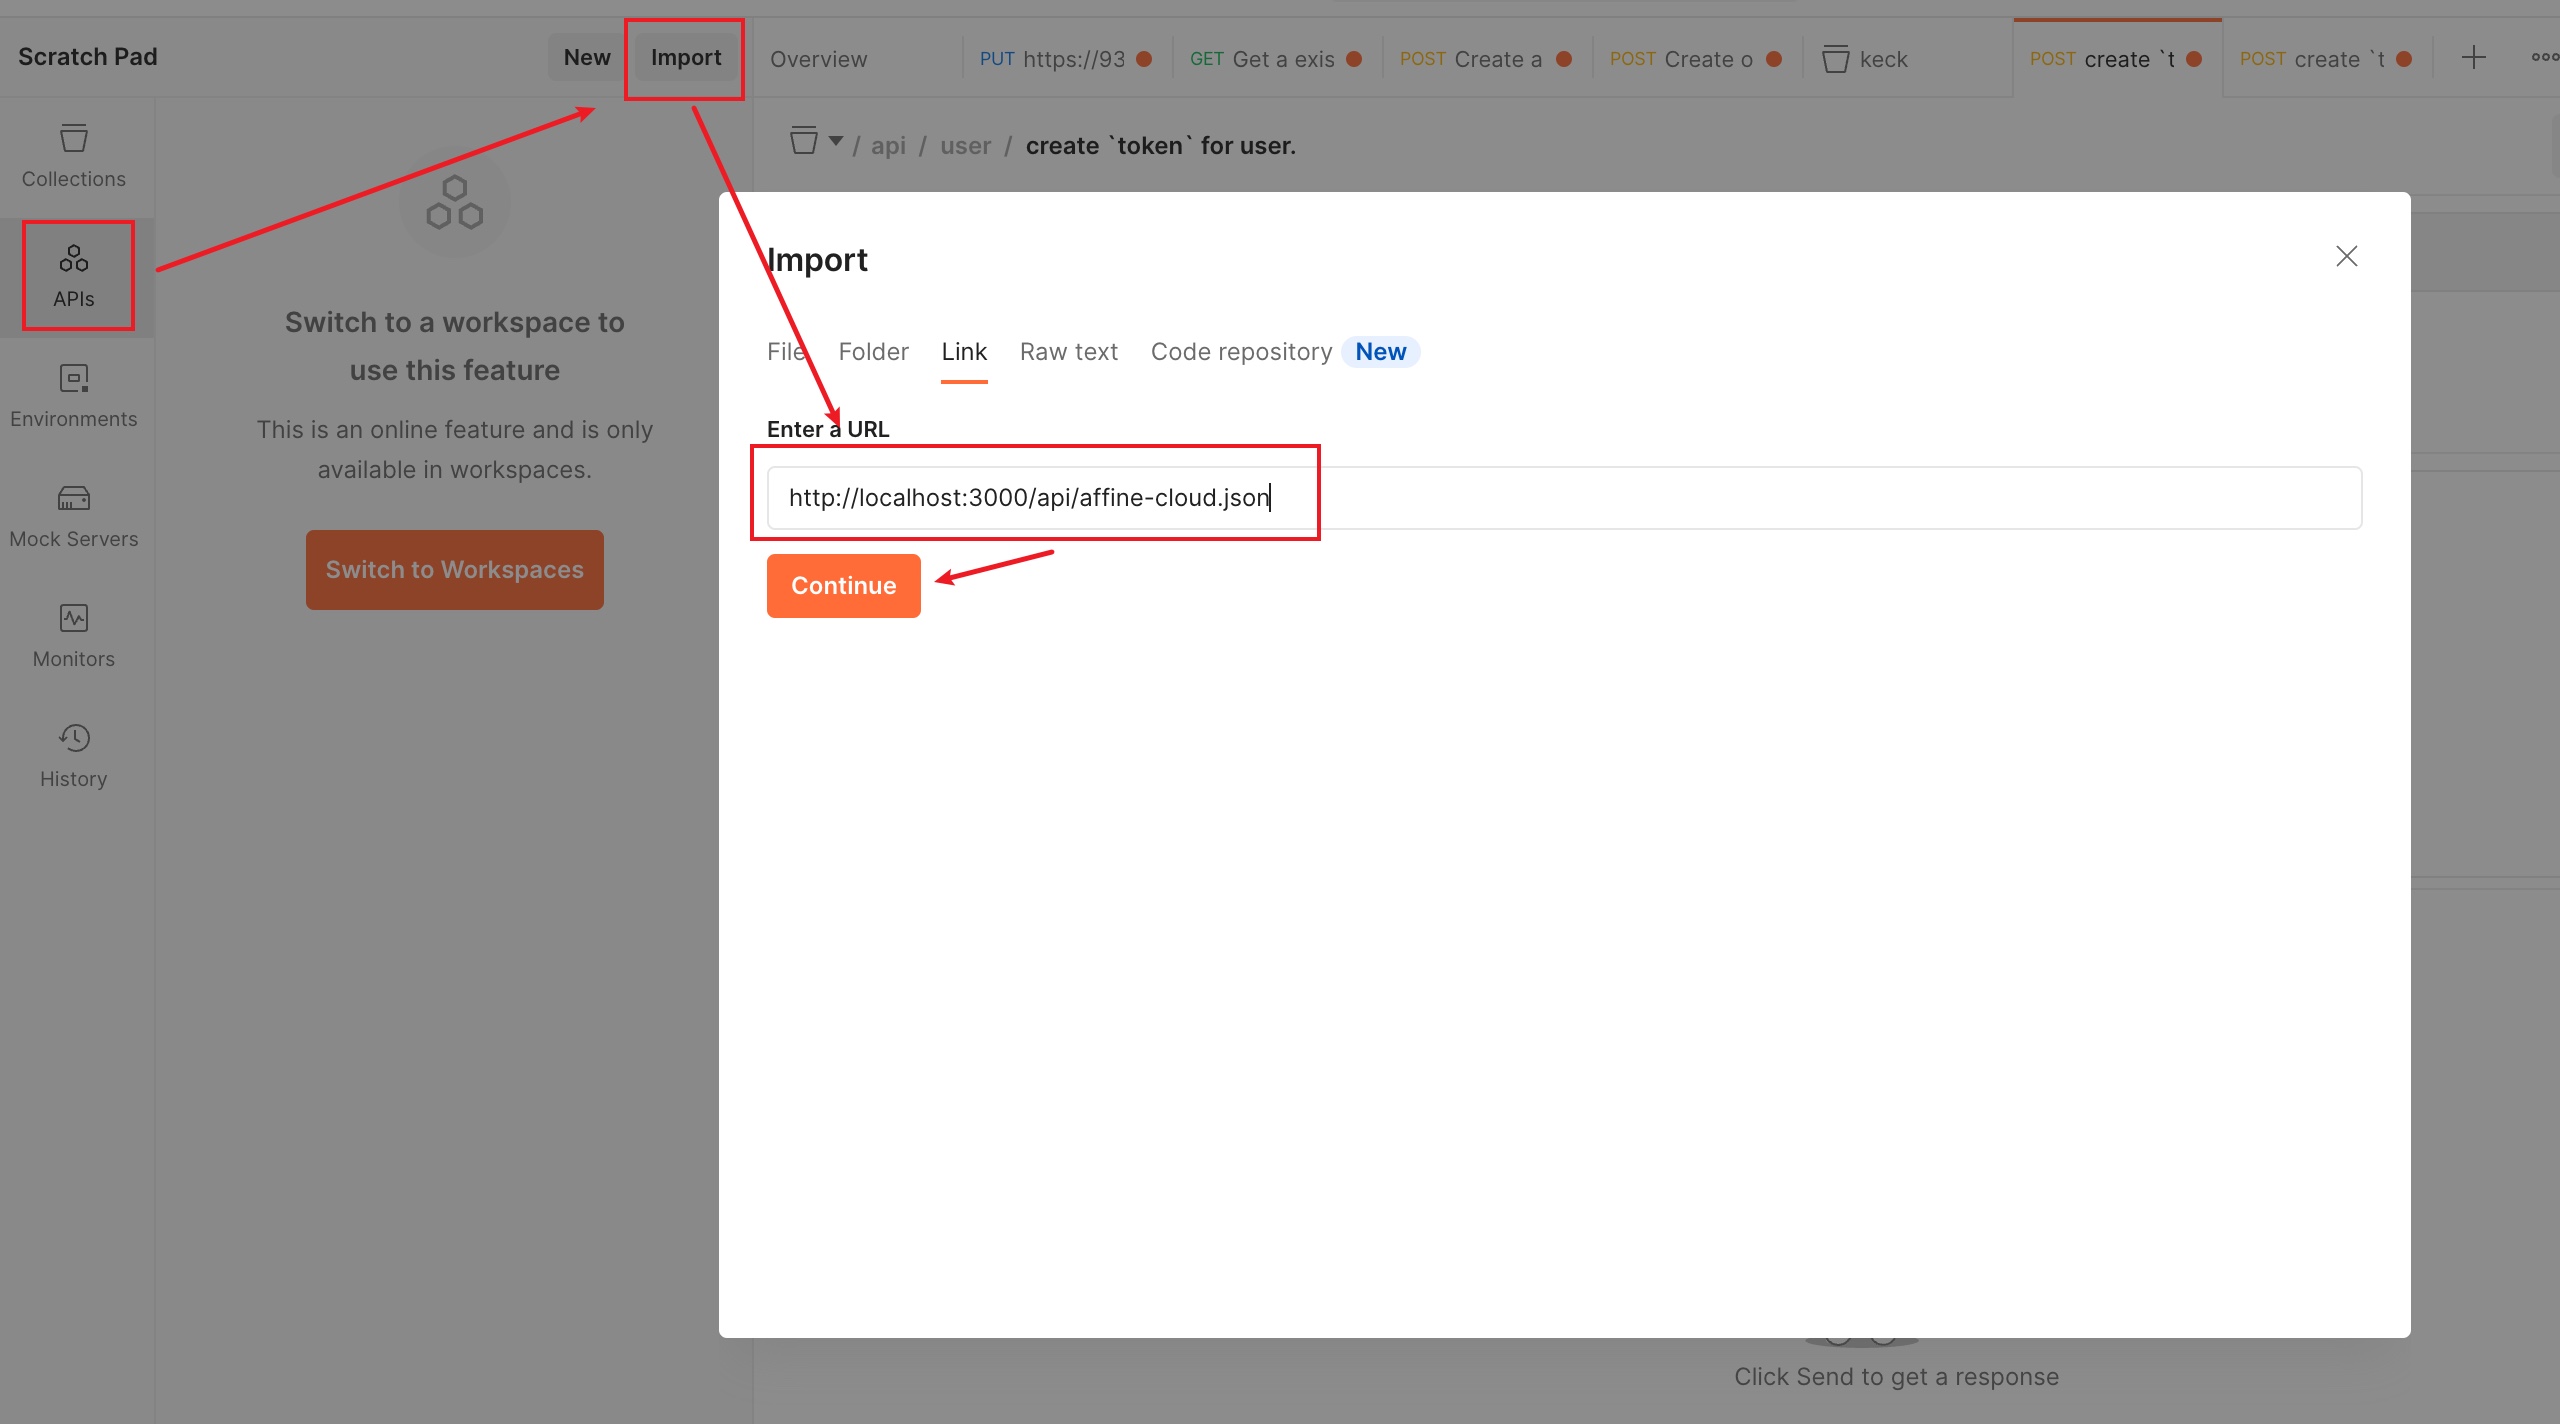 Scratch Pad
New
Import
Overview
PUT https://93
GET Get a exis
POST Create a
POST Create o
keck
POST create `t
POST create `t
/ api / user / create `token` for user.
Collections
APIs
Environments
Mock Servers
Monitors
History
Switch to a workspace to
use this feature
This is an online feature and is only
available in workspaces.
Switch to Workspaces
Import
File
Folder
Link
Raw text
Code repository
New
Enter a URL
http://localhost:3000/api/affine-cloud.json
Continue
Click Send to get a response